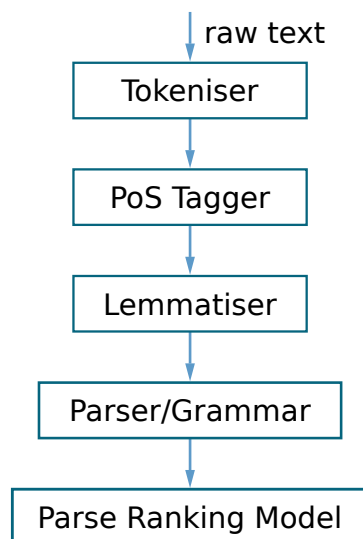 raw text
Tokeniser
PoS Tagger
Lemmatiser
Parser/Grammar
Parse Ranking Model